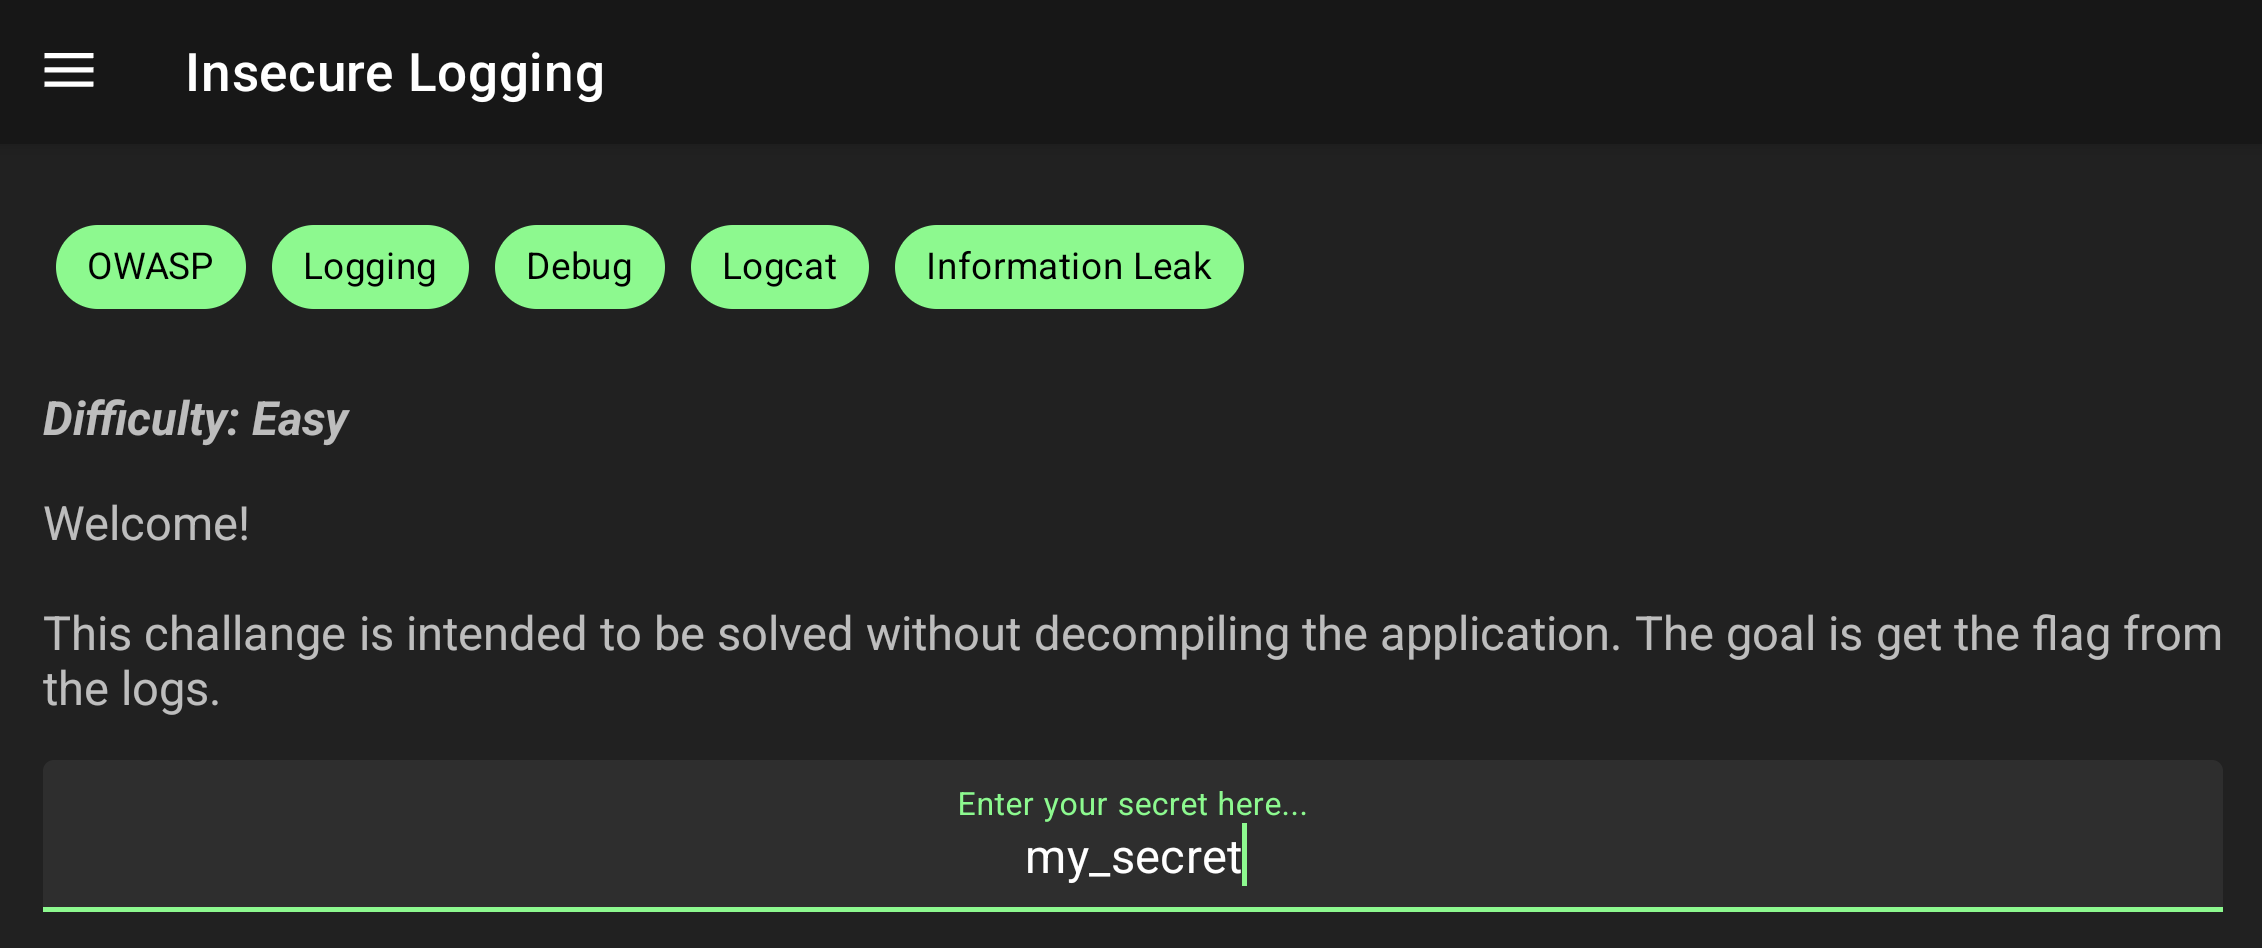 Insecure Logging
OWASP Logging Debug Logcat Information Leak
Difficulty: Easy
Welcome!
This challange is intended to be solved without decompiling the application. The goal is get the flag from
the logs.
Enter your secret here...
my_secret